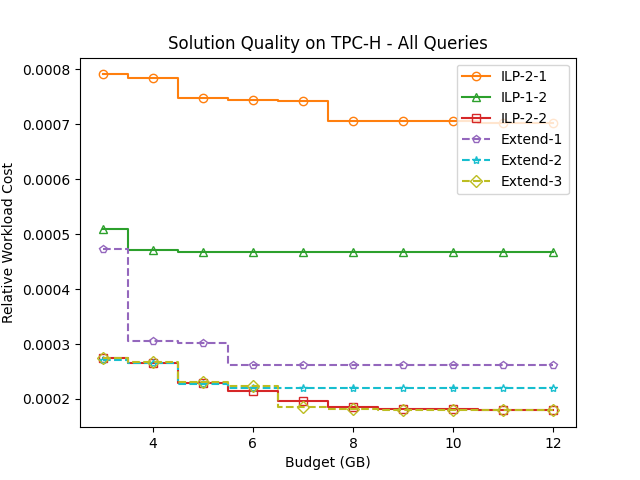 Solution Quality on TPC-H - All Queries
Relative Workload Cost
0.0008
0.0007
0.0006
0.0005
0.0004
0.0003
0.0002
ILP-2-1
ILP-1-2
ILP-2-2
Extend-1
Extend-2
Extend-3
4
6
8
10
12
Budget (GB)